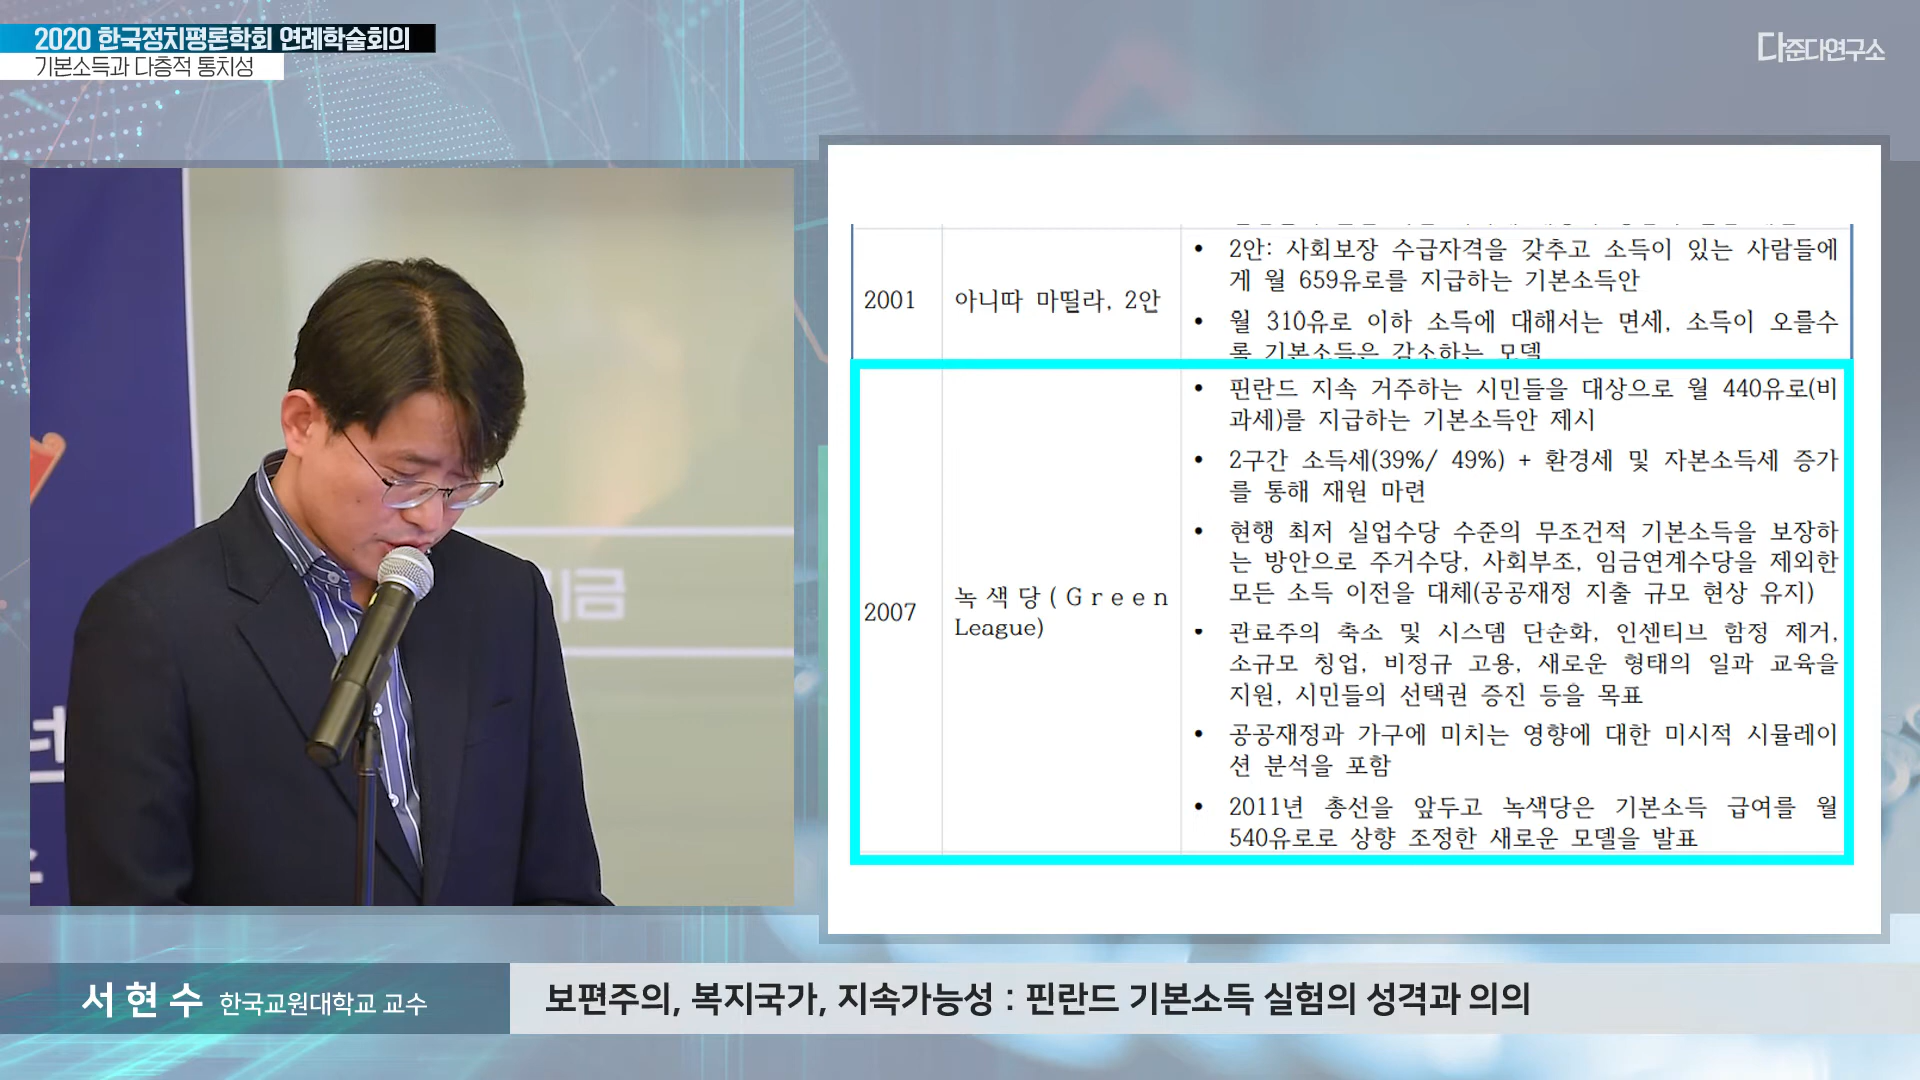 2020 한국정치평론학회 연례학술회의
기본소득과 다층적 통치성
다준다연구소
기금
2001
아니따 마띨라, 2안
• 2안: 사회보장 수급자격을 갖추고 소득이 있는 사람들에
게 월 659유로를 지급하는 기본소득안
• 월 310유로 이하 소득에 대해서는 면세, 소득이 오를수
록 기본소득은 감소하는 모델
2007
녹색당(Green
League)
• 핀란드 지속 거주하는 시민들을 대상으로 월 440유로(비
과세)를 지급하는 기본소득안 제시
• 2구간 소득세(39%/ 49%) + 환경세 및 자본소득세 증가
를 통해 재원 마련
• 현행 최저 실업수당 수준의 무조건적 기본소득을 보장하
는 방안으로 주거수당, 사회부조, 임금연계수당을 제외한
모든 소득 이전을 대체(공공재정 지출 규모 현상 유지)
• 관료주의 축소 및 시스템 단순화, 인센티브 함정 제거,
소규모 창업, 비정규 고용, 새로운 형태의 일과 교육을
지원, 시민들의 선택권 증진 등을 목표
• 공공재정과 가구에 미치는 영향에 대한 미시적 시뮬레이
션 분석을 포함
• 2011년 총선을 앞두고 녹색당은 기본소득 급여를 월
540유로로 상향 조정한 새로운 모델을 발표
서현수 한국교원대학교 교수
보편주의, 복지국가, 지속가능성 : 핀란드 기본소득 실험의 성격과 의의